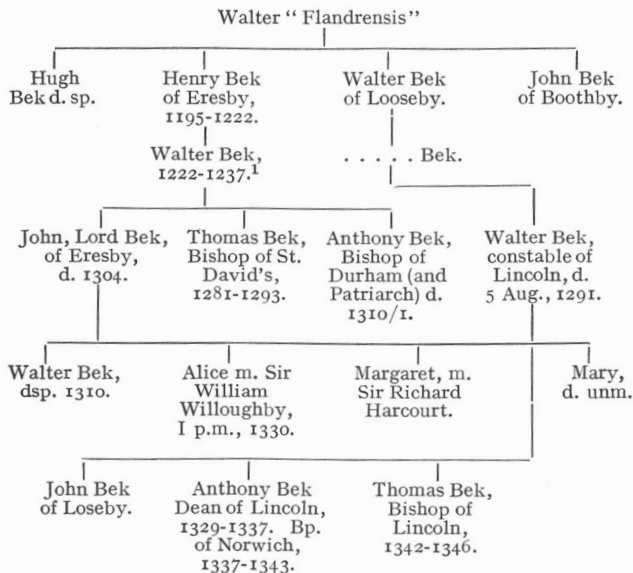 Walter “ Flandrensis ”
Hugh
Bek d. sp.
Henry Bek
of Eresby,
1195-1222.
Walter Bek
of Looseby.
John Bek
of Boothby.
Walter Bek,
1222-1237.¹
. . . . . Bek.
John, Lord Bek,
of Eresby,
d. 1304.
Thomas Bek,
Bishop of St.
David's,
1281-1293.
Anthony Bek,
Bishop of
Durham (and
Patriarch) d.
1310/1.
Walter Bek,
constable of
Lincoln, d.
5 Aug., 1291.
Walter Bek,
dsp. 1310.
Alice m. Sir
William
Willoughby,
I p.m., 1330.
Margaret, m.
Sir Richard
Harcourt.
Mary,
d. unm.
John Bek
of Loseby.
Anthony Bek
Dean of Lincoln,
1329-1337. Bp.
of Norwich,
1337-1343.
Thomas Bek,
Bishop of
Lincoln,
1342-1346.